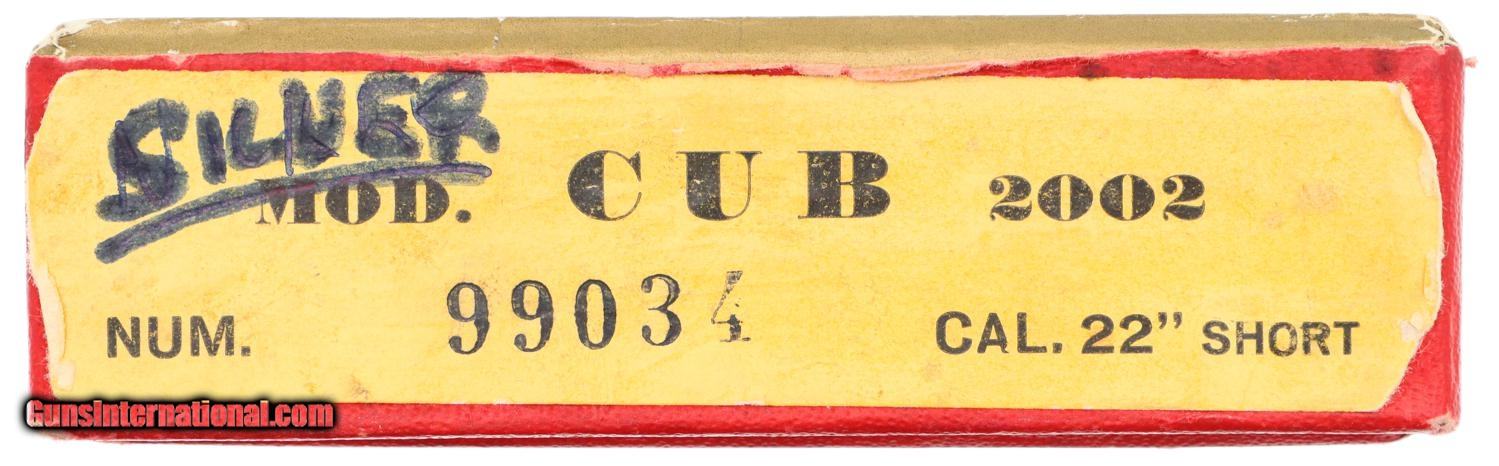 SILVER
MOD. CUB 2002
NUM. 99034 CAL. 22” SHORT
GunsInternational.com